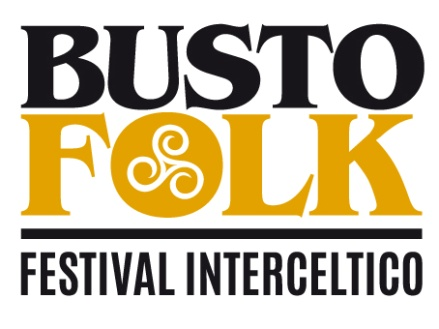 BUSTO
FOLK
FESTIVAL INTERCELTICO